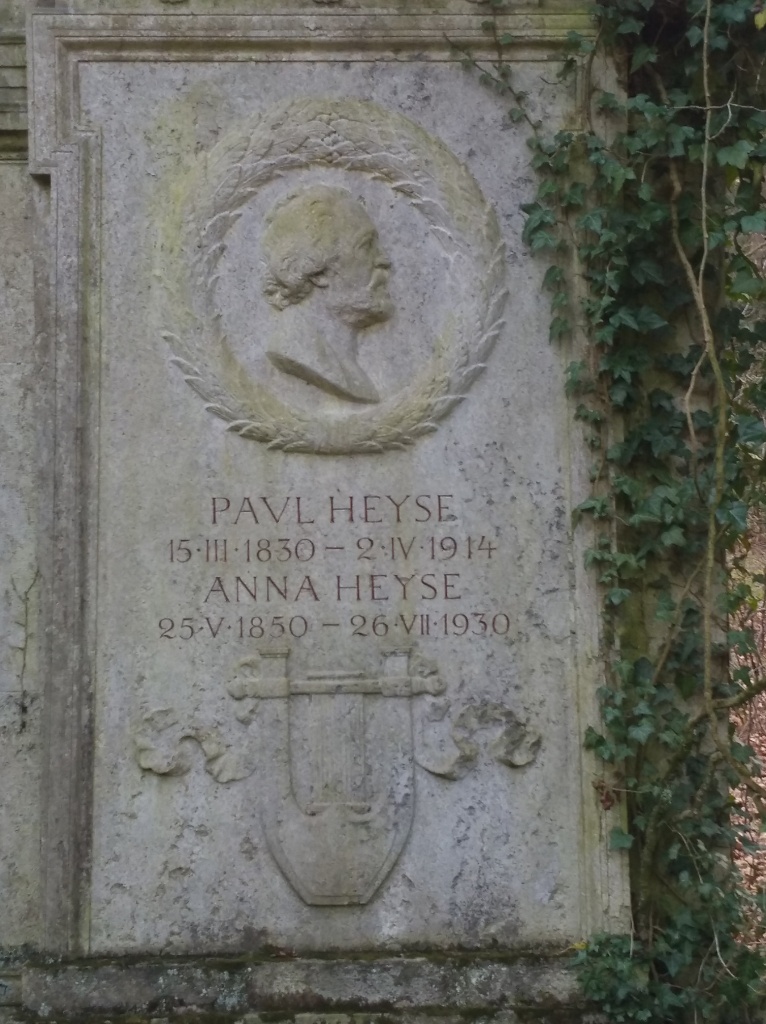 PAVL HEYSE
15·III·1830 – 2·IV·1914
ANNA HEYSE
25·V·1850 – 26·VII·1930